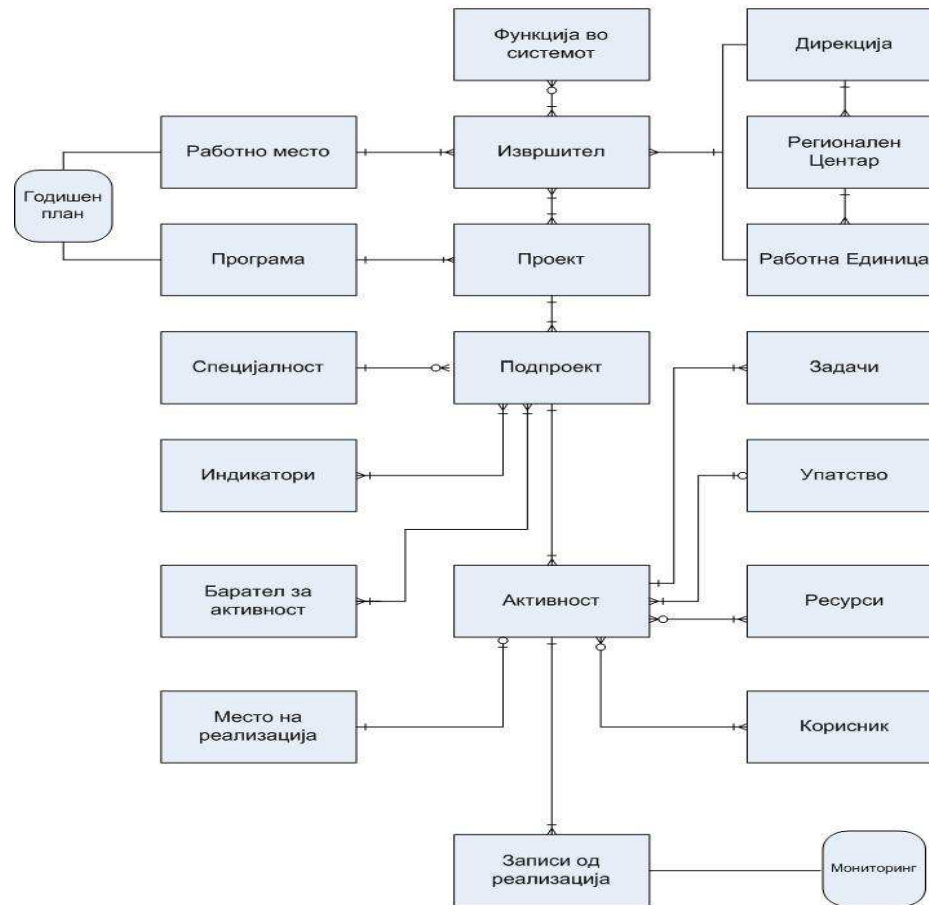 Функција во
системот
Дирекција
Работно место
Извршител
Регионален
Центар
Годишен
план
Програма
Проект
Работна Единица
Специјалност
Подпроект
Задачи
Индикатори
Упатство
Барател за
активност
Активност
Ресурси
Место на
реализација
Корисник
Записи од
реализација
Мониторинг